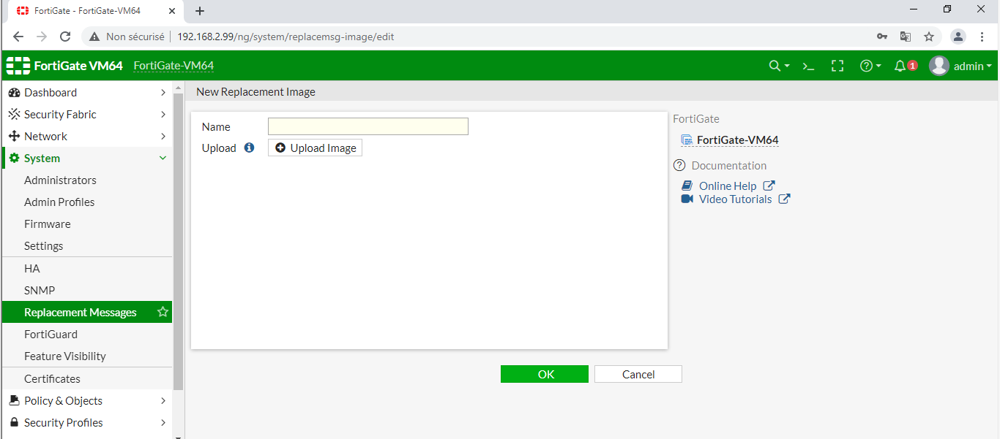 FortiGate - FortiGate-VM64
Non sécurisé 192.168.2.99/ng/system/replacemsg-image/edit
FortiGate VM64 FortiGate-VM64 >_ ? 1 admin
Dashboard
Security Fabric
Network
System
Administrators
Admin Profiles
Firmware
Settings
HA
SNMP
Replacement Messages
FortiGuard
Feature Visibility
Certificates
Policy & Objects
Security Profiles
New Replacement Image
Name
Upload Upload Image
OK Cancel
FortiGate
FortiGate-VM64
Documentation
Online Help
Video Tutorials